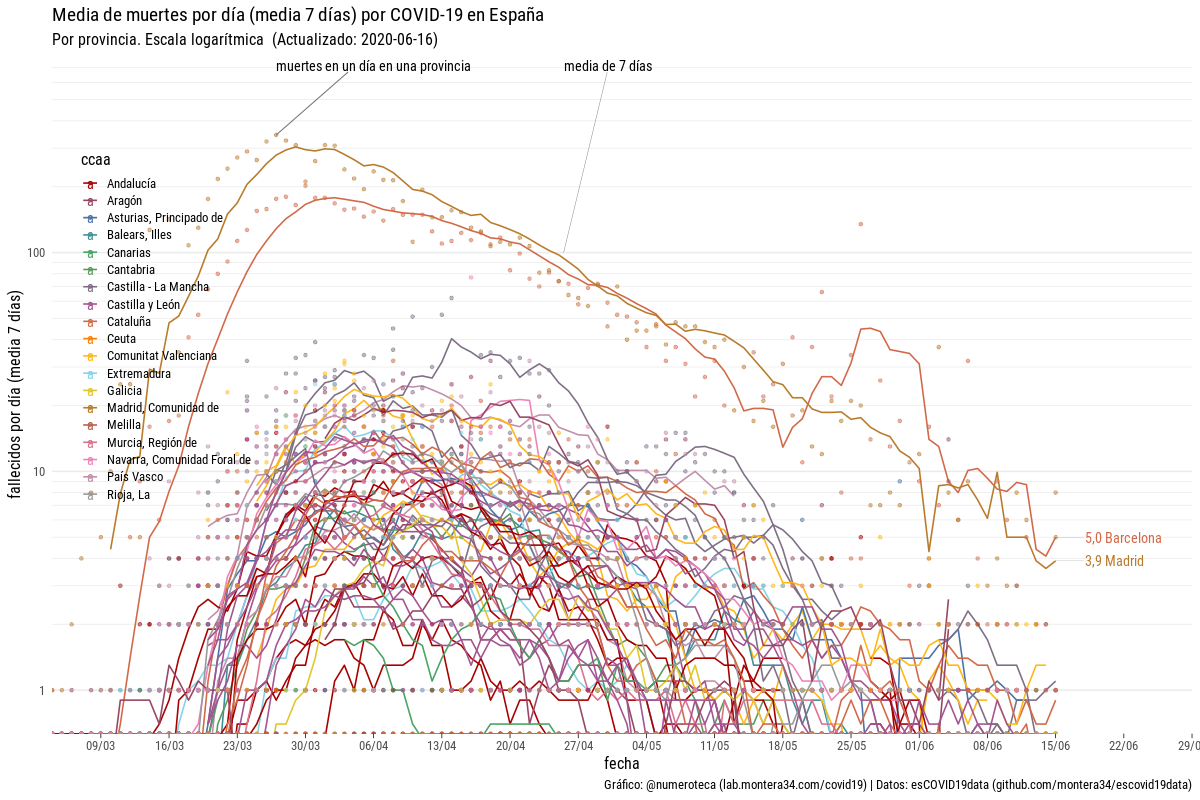 Media de muertes por día (media 7 días) por COVID-19 en España
Por provincia. Escala logarítmica  (Actualizado: 2020-06-16)
muertes en un día en una provincia
media de 7 días
ccaa
Andalucía
Aragón
Asturias, Principado de
Balears, Illes
Canarias
Cantabria
Castilla - La Mancha
Castilla y León
Cataluña
Ceuta
Comunitat Valenciana
Extremadura
Galicia
Madrid, Comunidad de
Melilla
Murcia, Región de
Navarra, Comunidad Foral de
País Vasco
Rioja, La
fallecidos por día (media  7 días)
100
10
1
5,0 Barcelona
3,9 Madrid
09/03
16/03
23/03
30/03
06/04
13/04
20/04
27/04
04/05
11/05
18/05
25/05
01/06
08/06
15/06
22/06
29/0
fecha
Gráfico: @numeroteca (lab.montera34.com/covid19) | Datos: esCOVID19data (github.com/montera34/escovid19data)